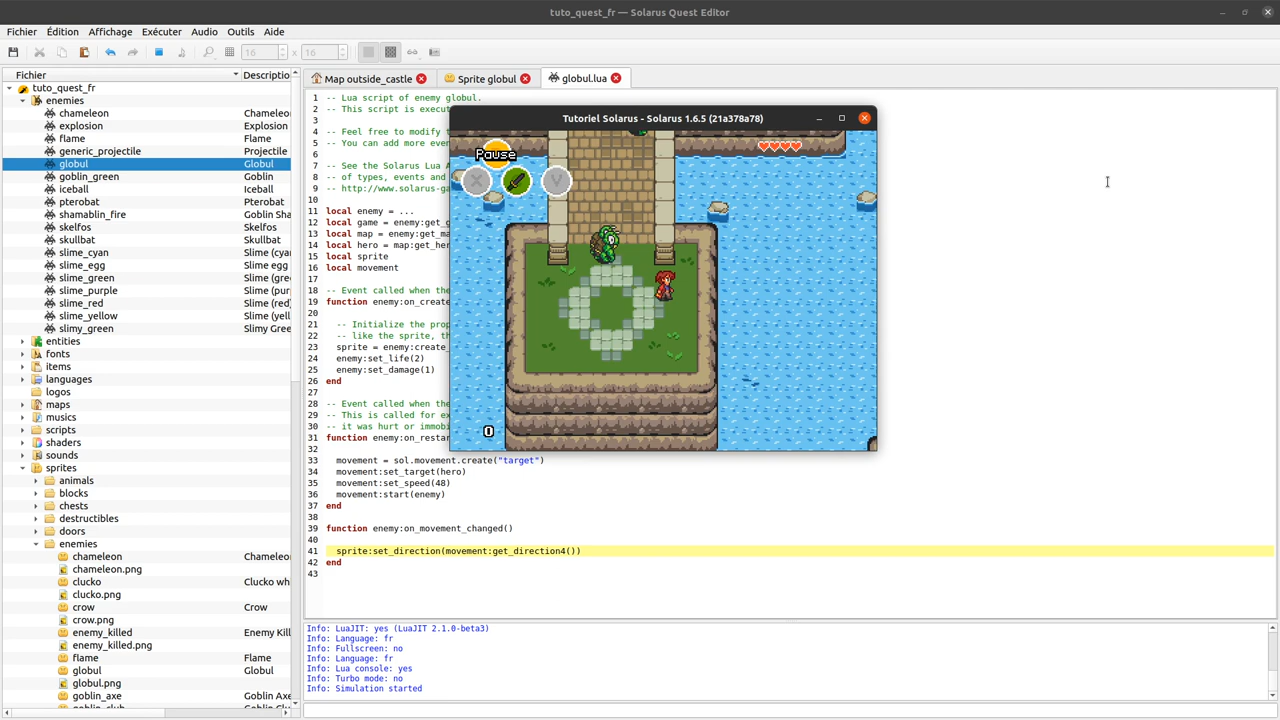 tuto_quest_fr — Solarus Quest Editor
Fichier Édition Affichage Exécuter Audio Outils Aide
16 x 16
Fichier Descriptio
tuto_quest_fr
enemies
chameleon Chameleo
explosion Explosion
flame Flame
generic_projectile Projectile
globul Globul
goblin_green Goblin
iceball Iceball
pterobat Pterobat
shamablin_fire Goblin Sha
skelfos Skelfos
skullbat Skullbat
slime_cyan Slime (cyan
slime_egg Slime egg
slime_green Slime (gree
slime_purple Slime (pur
slime_red Slime (red)
slime_yellow Slime (yell
slimy_green Slimy Gree
entities
fonts
items
languages
logos
maps
musics
scripts
shaders
sounds
sprites
animals
blocks
chests
destructibles
doors
enemies
chameleon Chameleo
chameleon.png
clucko Clucko wh
clucko.png
crow Crow
crow.png
enemy_killed Enemy Kill
enemy_killed.png
flame Flame
globul Globul
globul.png
goblin_axe Goblin Axe
Map outside_castle Sprite globul globul.lua
1 -- Lua script of enemy globul.
2 -- This script is execut
3
4 -- Feel free to modify t
5 -- You can add more even
6
7 -- See the Solarus Lua A
8 -- of types, events and
9 -- http://www.solarus-ga
10
11 local enemy = ...
12 local game = enemy:get_g
13 local map = enemy:get_ma
14 local hero = map:get_her
15 local sprite
16 local movement
17
18 -- Event called when the
19 function enemy:on_create
20
21 -- Initialize the prop
22 -- like the sprite, th
23 sprite = enemy:create_
24 enemy:set_life(2)
25 enemy:set_damage(1)
26 end
27
28 -- Event called when the
29 -- This is called for ex
30 -- it was hurt or immobi
31 function enemy:on_restar
32
33 movement = sol.movement.create("target")
34 movement:set_target(hero)
35 movement:set_speed(48)
36 movement:start(enemy)
37 end
38
39 function enemy:on_movement_changed()
40
41 sprite:set_direction(movement:get_direction4())
42 end
43
Tutoriel Solarus - Solarus 1.6.5 (21a378a78)
Pause
X V
0
Info: LuaJIT: yes (LuaJIT 2.1.0-beta3)
Info: Language: fr
Info: Fullscreen: no
Info: Language: fr
Info: Lua console: yes
Info: Turbo mode: no
Info: Simulation started